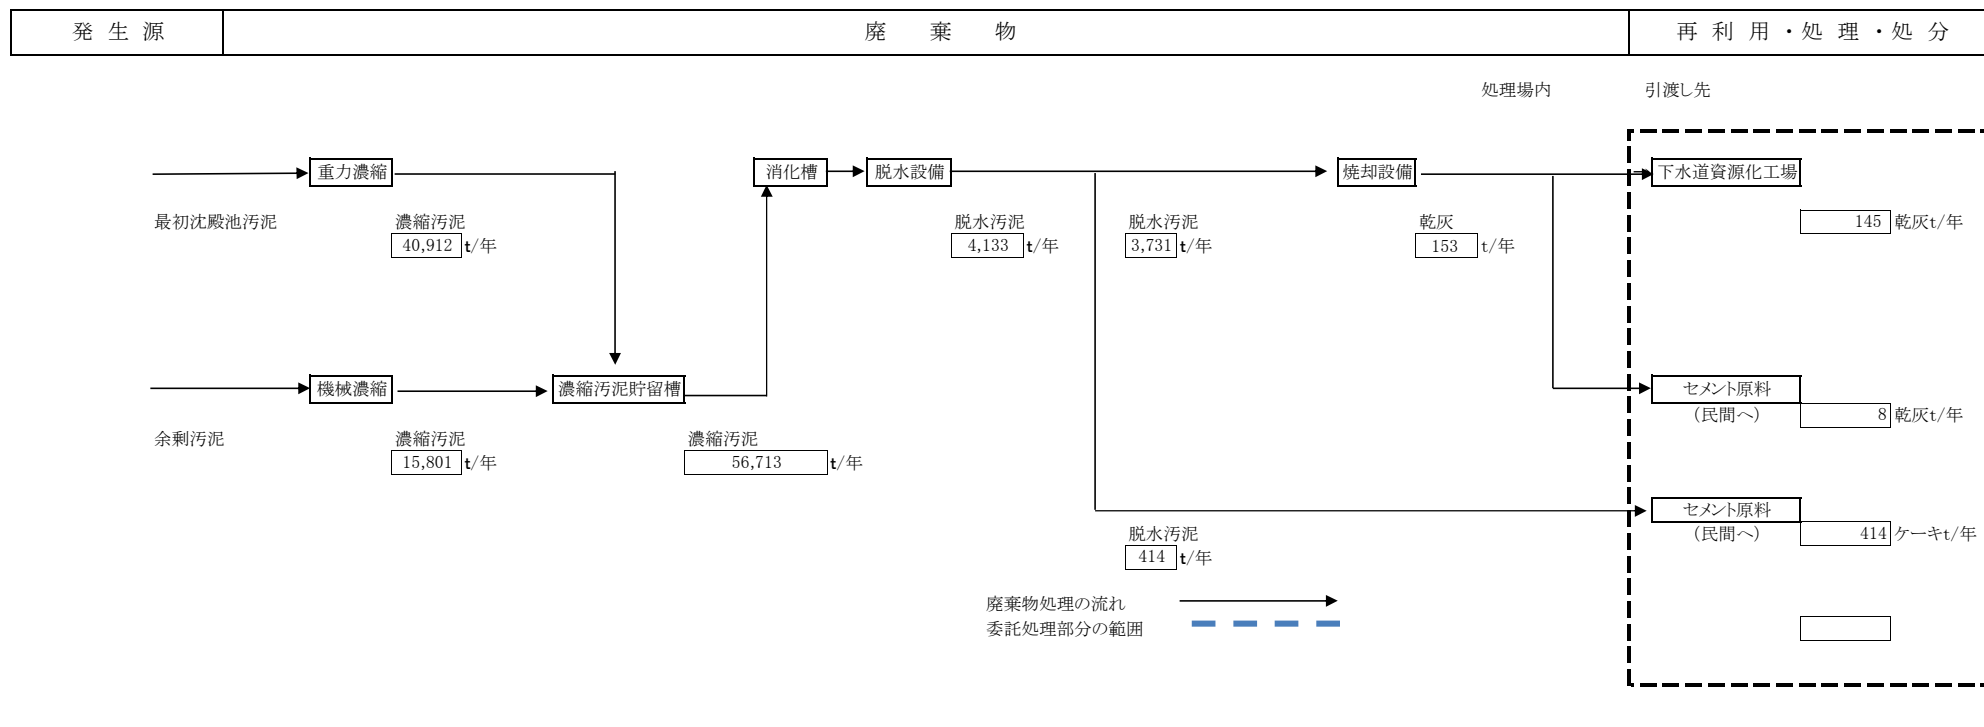 発生源 廃棄物 再利用・処理・処分
処理場内 引渡し先
重力濃縮 消化槽 脱水設備 焼却設備 下水道資源化工場
最初沈殿池汚泥 濃縮汚泥 脱水汚泥 脱水汚泥 乾灰 145 乾灰t/年
40,912 t/年 4,133 t/年 3,731 t/年 153 t/年
機械濃縮 濃縮汚泥貯留槽 セメント原料
(民間へ) 8 乾灰t/年
余剰汚泥 濃縮汚泥 濃縮汚泥
15,801 t/年 56,713 t/年
セメント原料
脱水汚泥 (民間へ) 414 ケーキt/年
414 t/年
廃棄物処理の流れ
委託処理部分の範囲